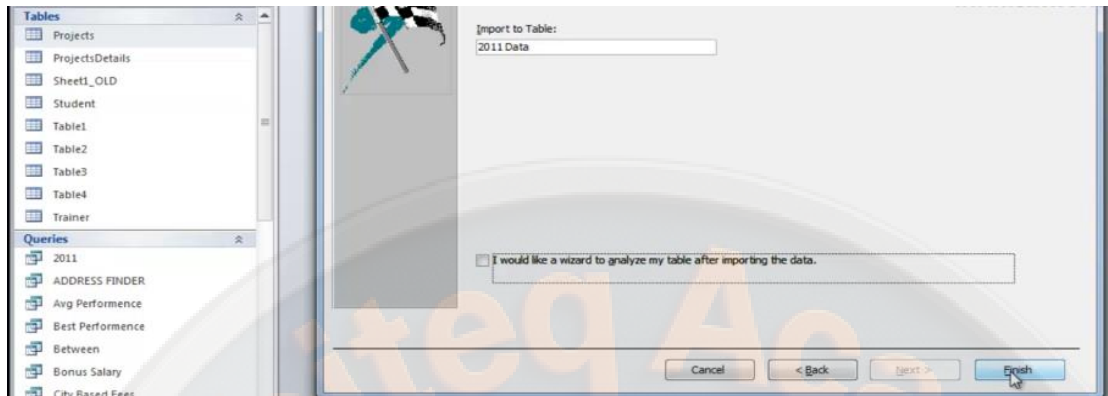 Tables
Projects
ProjectsDetails
Sheet1_OLD
Student
Table1
Table2
Table3
Table4
Trainer
Queries
2011
ADDRESS FINDER
Avg Performence
Best Performence
Between
Bonus Salary
City Based Fees
Import to Table:
2011 Data
I would like a wizard to analyze my table after importing the data.
Cancel
< Back
Next >
Finish